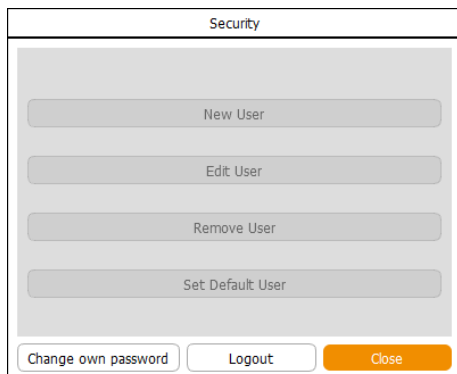 Security
New User
Edit User
Remove User
Set Default User
Change own password Logout Close